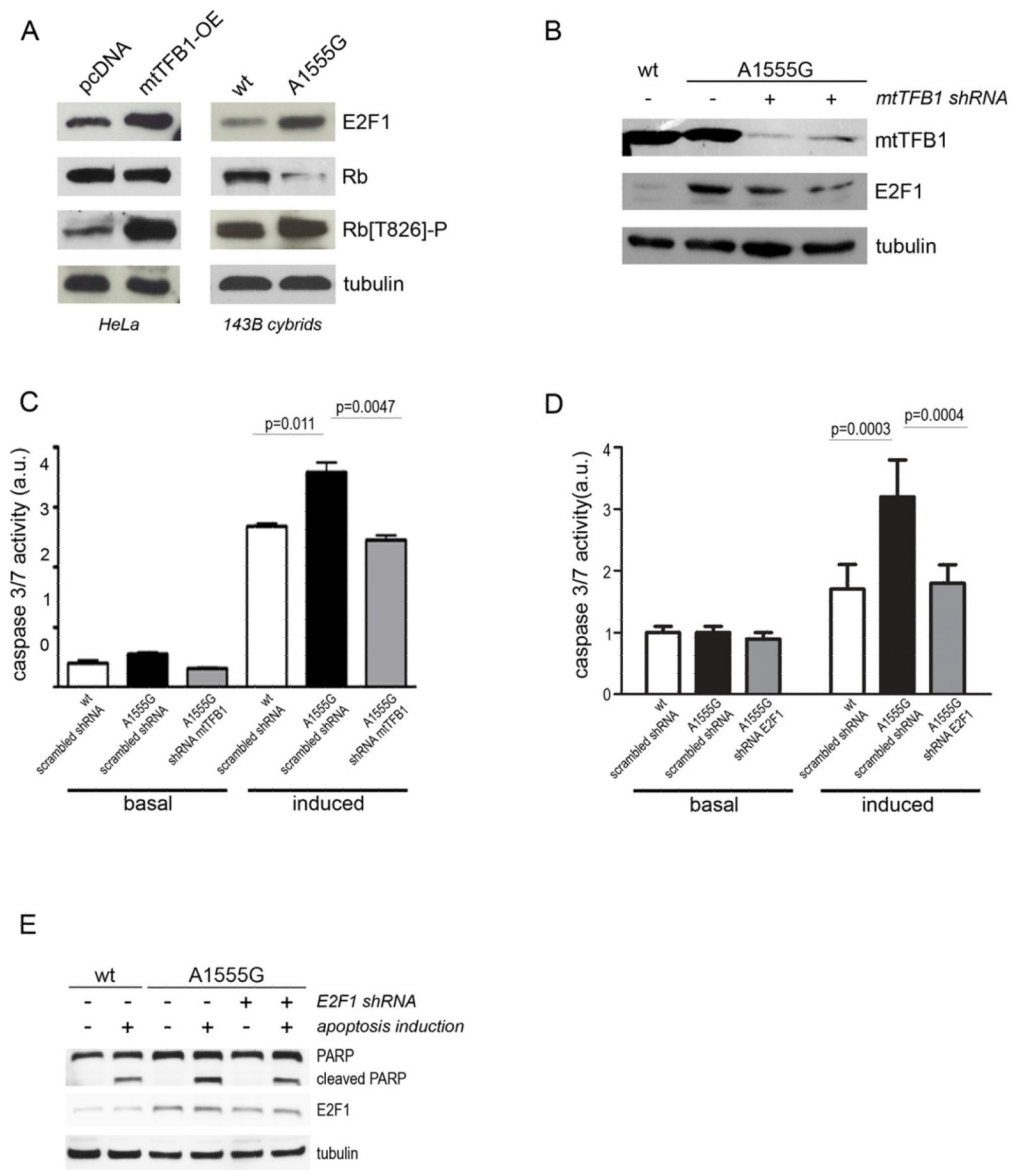 A
pcDNA
mtTFB1-OE
wt
A1555G
E2F1
Rb
Rb[T826]-P
tubulin
HeLa
143B cybrids
B
wt
A1555G
- - + +
mtTFB1 shRNA
mtTFB1
E2F1
tubulin
C
p=0.0047
p=0.011
caspase 3/7 activity (a.u.)
4
3
2
1
0
wt
scrambled shRNA
A1555G
scrambled shRNA
A1555G
shRNA mtTFB1
wt
scrambled shRNA
A1555G
scrambled shRNA
A1555G
shRNA mtTFB1
basal
induced
D
p=0.0004
p=0.0003
caspase 3/7 activity(a.u.)
4
3
2
1
0
wt
scrambled shRNA
A1555G
scrambled shRNA
A1555G
shRNA E2F1
wt
scrambled shRNA
A1555G
scrambled shRNA
A1555G
shRNA E2F1
basal
induced
E
wt
A1555G
- - - - + + E2F1 shRNA
- + - + - + apoptosis induction
PARP
cleaved PARP
E2F1
tubulin